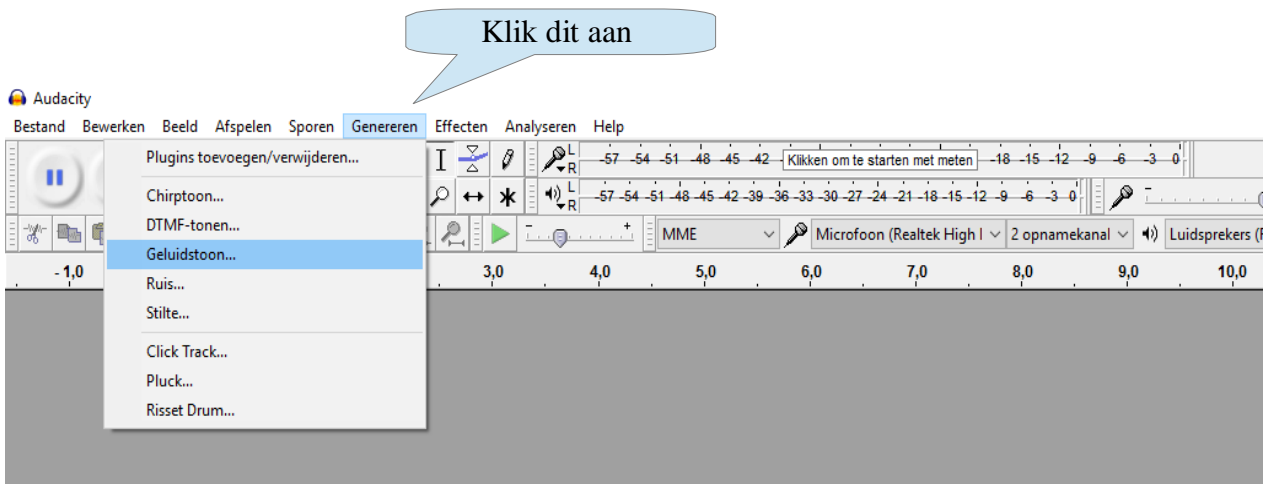 Klik dit aan
Audacity
Bestand Bewerken Beeld Afspelen Sporen Genereren Effecten Analyseren Help
Plugins toevoegen/verwijderen...
L
R
-57 -54 -51 -48 -45 -42 Klikken om te starten met meten -18 -15 -12 -9 -6 -3 0
Chirptoon...
L
R
-57 -54 -51 -48 -45 -42 -39 -36 -33 -30 -27 -24 -21 -18 -15 -12 -9 -6 -3 0
DTMF-tonen...
MME Microfoon (Realtek High 2 opnamekanal Luidsprekers (
Geluidstoon...
- 1,0 3,0 4,0 5,0 6,0 7,0 8,0 9,0 10,0
Ruis...
Stilte...
Click Track...
Pluck...
Risset Drum...